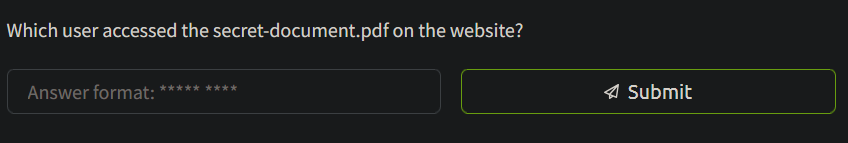 Which user accessed the secret-document.pdf on the website?
Answer format: ***** ****
Submit